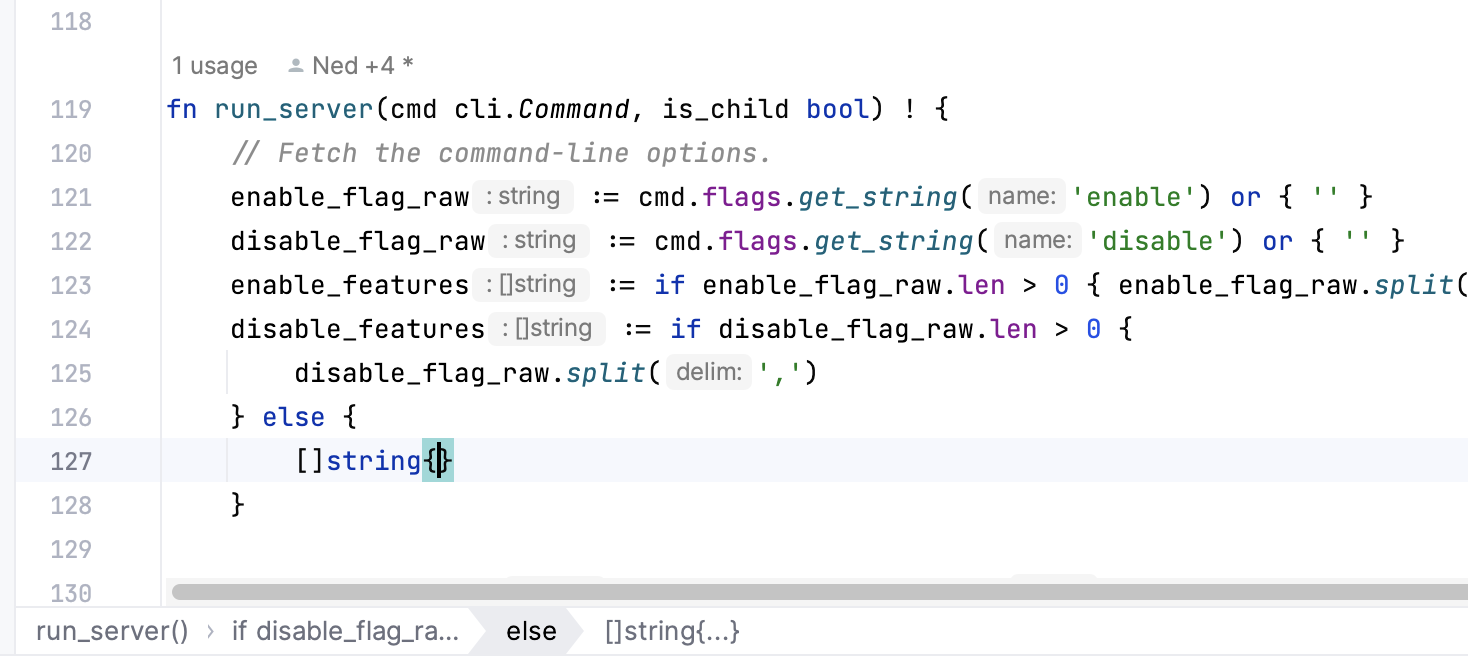 118
1 usage Ned +4 *
119 fn run_server(cmd cli.Command, is_child bool) ! {
120 // Fetch the command-line options.
121 enable_flag_raw : string := cmd.flags.get_string( name: 'enable') or { '' }
122 disable_flag_raw : string := cmd.flags.get_string( name: 'disable') or { '' }
123 enable_features : []string := if enable_flag_raw.len > 0 { enable_flag_raw.split(
124 disable_features : []string := if disable_flag_raw.len > 0 {
125 disable_flag_raw.split( delim: ',')
126 } else {
127 []string{}
128 }
129
130
run_server() › if disable_flag_ra... else []string{...}